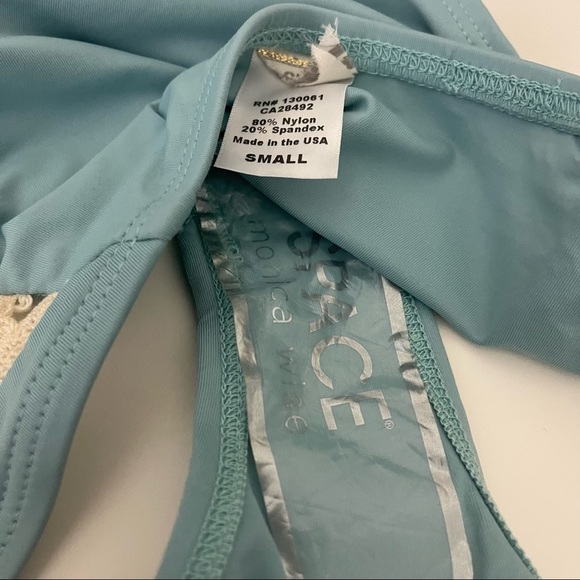 RN# 130061
CA28492
80% Nylon
20% Spandex
Made in the USA
SMALL
SPACE
monica wise